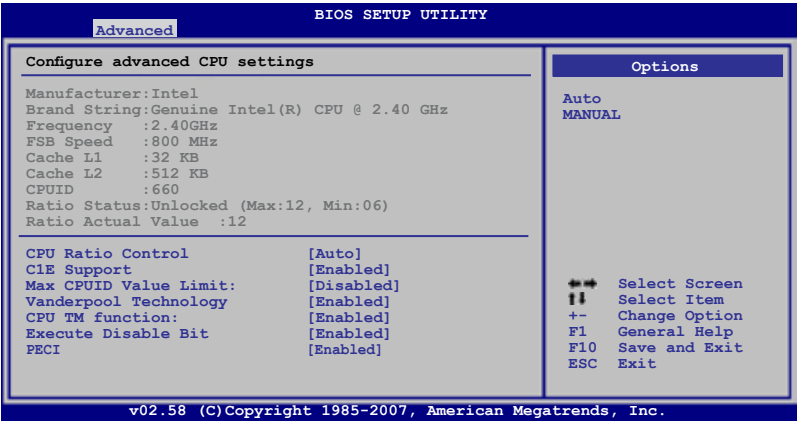 BIOS SETUP UTILITY
Advanced
Configure advanced CPU settings
Manufacturer:Intel
Brand String:Genuine Intel(R) CPU @ 2.40 GHz
Frequency :2.40GHz
FSB Speed :800 MHz
Cache L1 :32 KB
Cache L2 :512 KB
CPUID :660
Ratio Status:Unlocked (Max:12, Min:06)
Ratio Actual Value :12
CPU Ratio Control [Auto]
C1E Support [Enabled]
Max CPUID Value Limit: [Disabled]
Vanderpool Technology [Enabled]
CPU TM function: [Enabled]
Execute Disable Bit [Enabled]
PECI [Enabled]
Options
Auto
MANUAL
Select Screen
Select Item
+- Change Option
F1 General Help
F10 Save and Exit
ESC Exit
v02.58 (C)Copyright 1985-2007, American Megatrends, Inc.